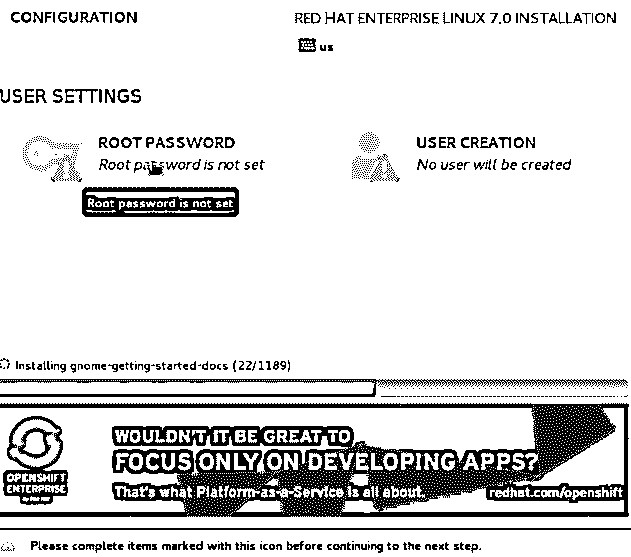 CONFIGURATION
RED HAT ENTERPRISE LINUX 7.0 INSTALLATION
us
USER SETTINGS
ROOT PASSWORD
Root password is not set
USER CREATION
No user will be created
Root password is not set
Installing gnome-getting-started-docs (22/1189)
WOULDN'T IT BE GREAT TO
FOCUS ONLY ON DEVELOPING APPS?
OPENSHIFT
ENTERPRISE
That's what Platform-as-a-Service is all about.
redhat.com/openshift
Please complete items marked with this icon before continuing to the next step.